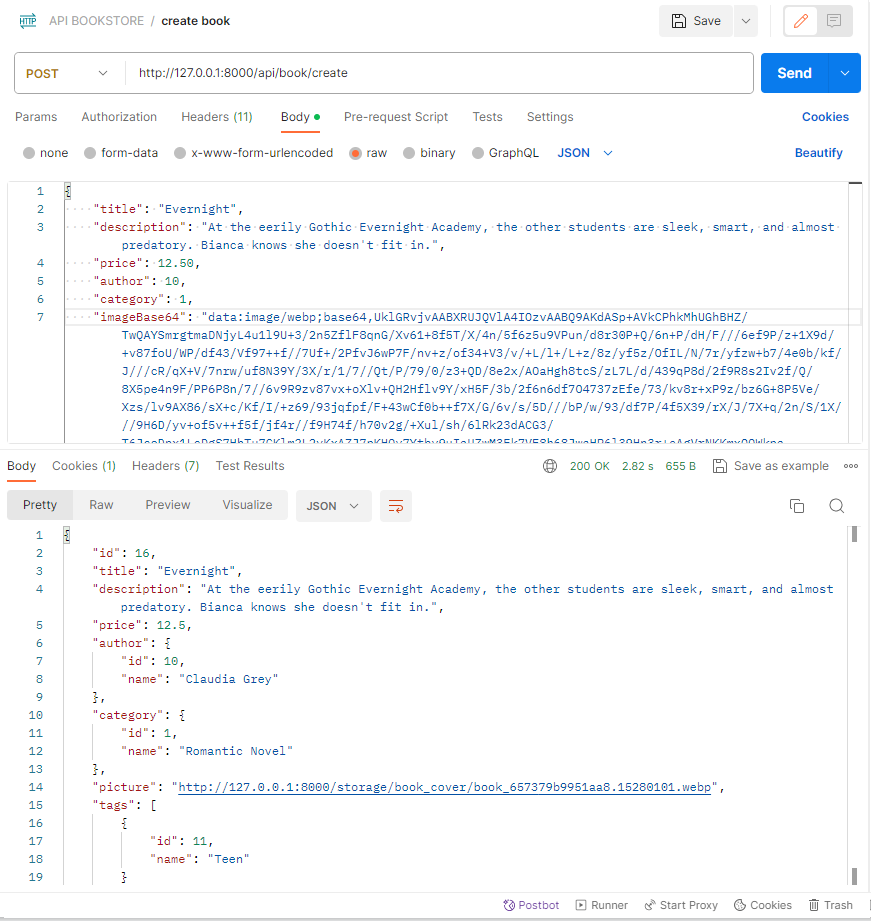 HTTP API BOOKSTORE / create book Save
POST http://127.0.0.1:8000/api/book/create Send
Params Authorization Headers (11) Body Pre-request Script Tests Settings Cookies
none form-data x-www-form-urlencoded raw binary GraphQL JSON Beautify
1 {
2 "title": "Evernight",
3 "description": "At the eerily Gothic Evernight Academy, the other students are sleek, smart, and almost
predatory. Bianca knows she doesn't fit in.",
4 "price": 12.50,
5 "author": 10,
6 "category": 1,
7 "imageBase64": "data:image/webp;base64,UklGRvjvAABXRUJQVlA4IOzvAABQ9AKdASp+AVkCPhkMhUGhBHZ/
TwQAYSmrgtmaDNjyL4u1l9U+3/2n5ZflF8qnG/Xv61+8f5T/X/4n/5f6z5u9VPun/d8r30P+Q/6n+P/dH/F///6ef9P/z+1X9d/
+v87foU/WP/df43/Vf97++f//7Uf+/2PfvJ6wP7F/nv+z/of34+V3/v/+L/l+/L+z/8z/yf5z/OfIL/N/7r/yfzw+b7/4e0b/kf/
J///cR/qX+V/7nrw/uf8N39Y/3X/r/1/7//Qt/P/79/0/z3+QD/8e2x/AOaHgh8tcS/zL7L/d/439qP8d/2f9R8s2Iv2f/Q/
8X5pe4n9F/PP6P8n/7//6v9R9zv87vx+oXlv+QH2Hflv9Y/xH5F/3b/2f6n6df7O4737zEfe/73/kv8r+xP9z/bz6G+8P5Ve/
Xzs/lv9AX86/sX+c/Kf/I/+z69/93jqfpf/F+43wCf0b++f7X/G/6v/s/5D///bP/w/93/df7P/4f5X39/rX/J/7X+q/2n/S/1X/
//9H6D/yv+of5v++f5f/jf4r//f9H74f/h70v2g/+Xul/sh/6lRk23dACG3/
Body Cookies (1) Headers (7) Test Results 200 OK 2.82 s 655 B Save as example
Pretty Raw Preview Visualize JSON
1 {
2 "id": 16,
3 "title": "Evernight",
4 "description": "At the eerily Gothic Evernight Academy, the other students are sleek, smart, and almost
predatory. Bianca knows she doesn't fit in.",
5 "price": 12.5,
6 "author": {
7 "id": 10,
8 "name": "Claudia Grey"
9 },
10 "category": {
11 "id": 1,
12 "name": "Romantic Novel"
13 },
14 "picture": "http://127.0.0.1:8000/storage/book_cover/book_657379b9951aa8.15280101.webp",
15 "tags": [
16 {
17 "id": 11,
18 "name": "Teen"
19 }
Postbot Runner Start Proxy Cookies Trash